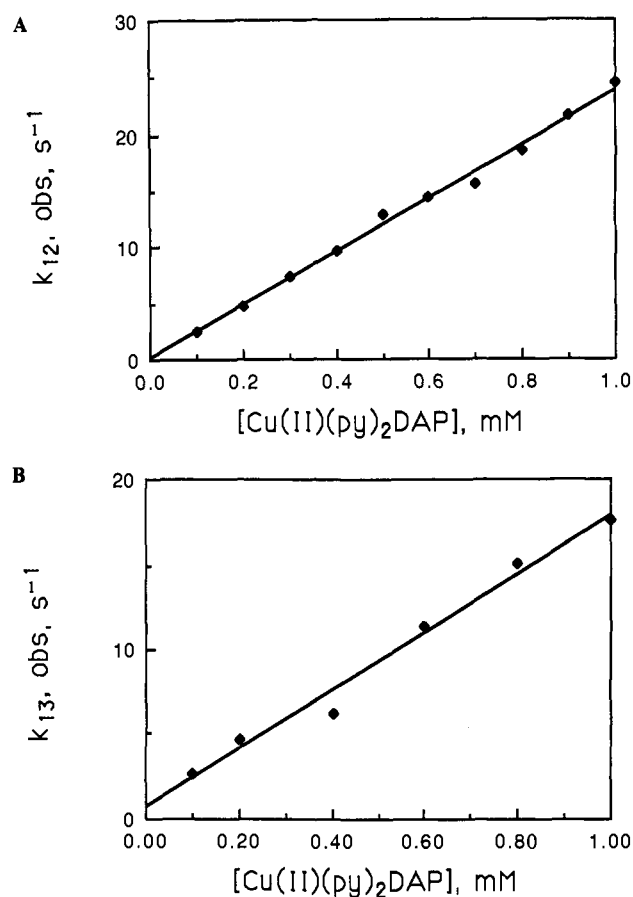 A
30
20
10
0
k₁₂, obs, s⁻¹
0.0 0.2 0.4 0.6 0.8 1.0
[Cu(II)(py)₂DAP], mM
B
20
10
0
k₁₃, obs, s⁻¹
0.00 0.20 0.40 0.60 0.80 1.00
[Cu(II)(py)₂DAP], mM